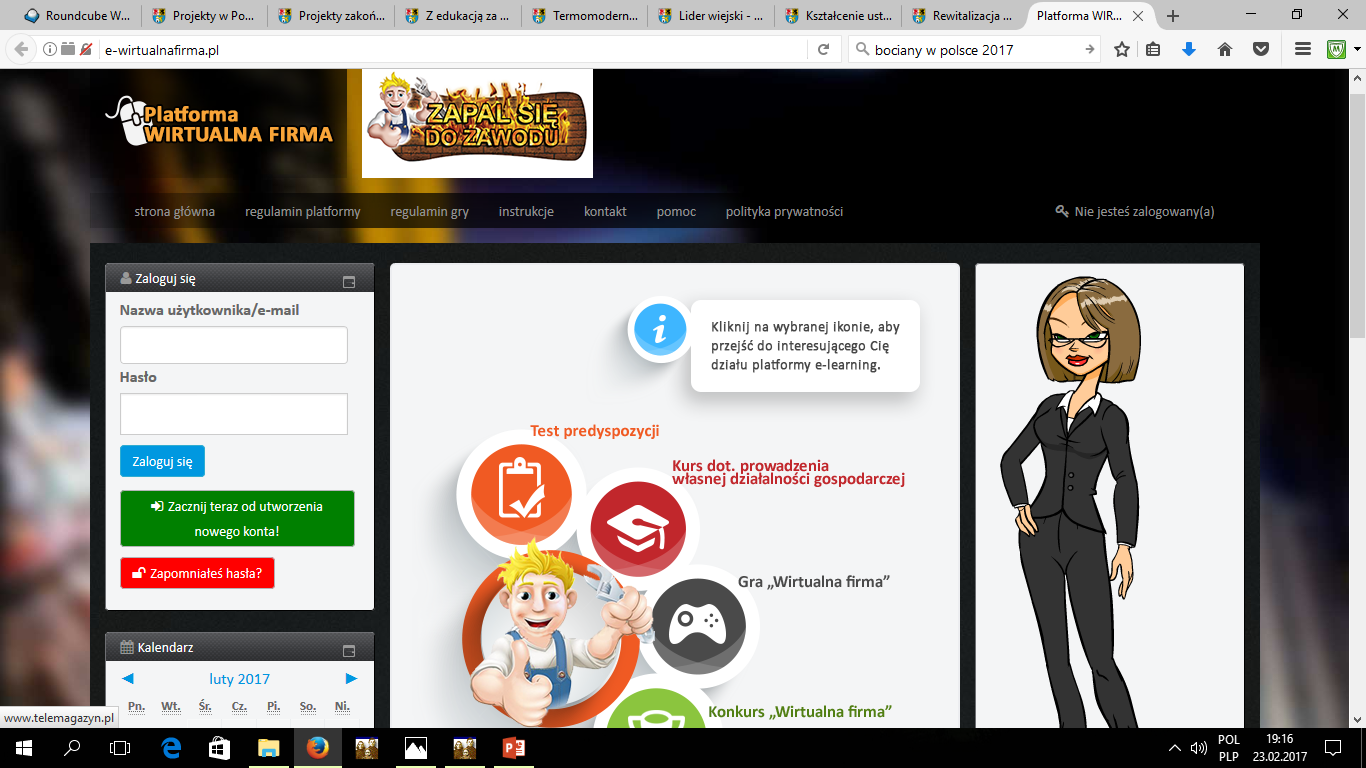 Roundcube W...
Projekty w Po...
Projekty zakoń...
Z edukacją za ...
Termomodern...
Lider wiejski - ...
Kształcenie ust...
Rewitalizacja ...
Platforma WIR...
e-wirtualnafirma.pl
bociany w polsce 2017
Platforma
WIRTUALNA FIRMA
ZAPAL SIĘ
DO ZAWODU
strona główna
regulamin platformy
regulamin gry
instrukcje
kontakt
pomoc
polityka prywatności
Nie jesteś zalogowany(a)
Zaloguj się
Nazwa użytkownika/e-mail
Hasło
Zaloguj się
Zacznij teraz od utworzenia
nowego konta!
Zapomniałeś hasła?
Kalendarz
luty 2017
Pn. Wt. Śr. Cz. Pi. So. Ni.
i
Kliknij na wybranej ikonie, aby
przejść do interesującego Cię
działu platformy e-learning.
Test predyspozycji
Kurs dot. prowadzenia
własnej działalności gospodarczej
Gra „Wirtualna firma”
Konkurs „Wirtualna firma”
www.telemagazyn.pl
POL
PLP
19:16
23.02.2017